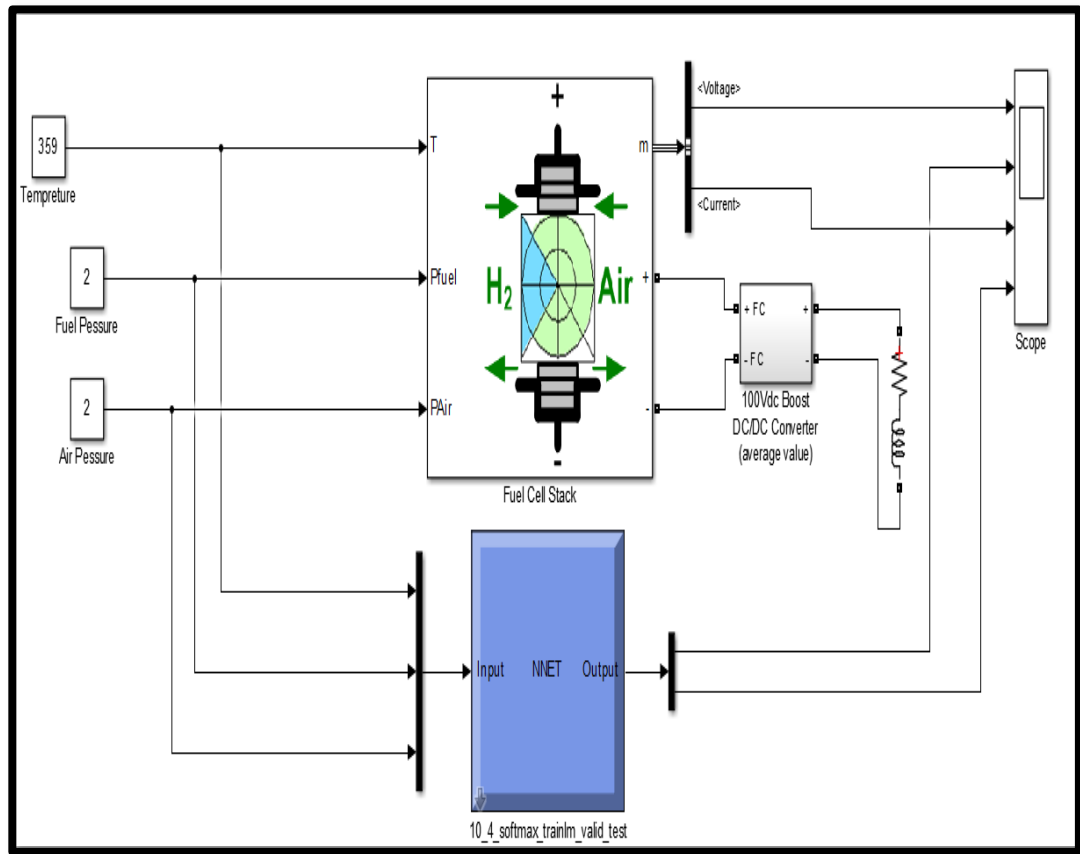 359
Tempreture
2
Fuel Pessure
2
Air Pessure
T
Pfuel
PAir
+
H2
Air
-
m
+
-
Fuel Cell Stack
<Voltage>
<Current>
+ FC
- FC
+
-
100Vdc Boost
DC/DC Converter
(average value)
+
Scope
Input
NNET
Output
10_4_softmax_trainlm_valid_test